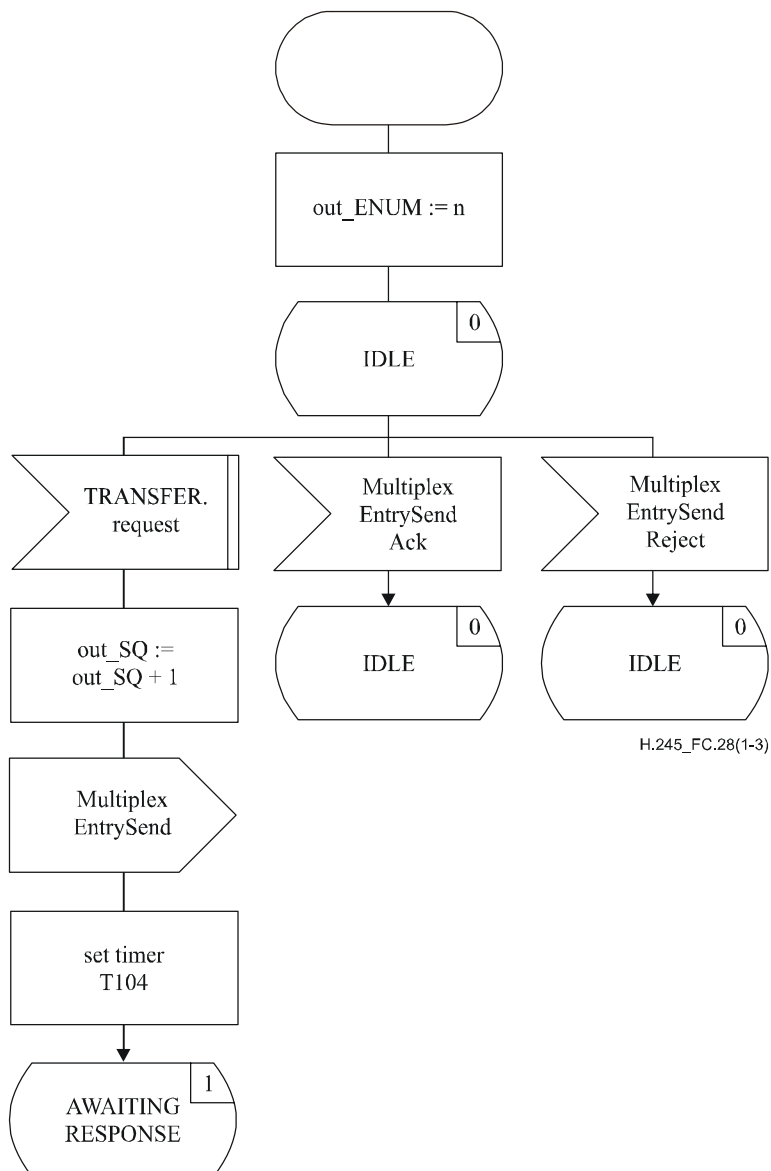 out_ENUM := n
0
IDLE
TRANSFER.
request
Multiplex
EntrySend
Ack
Multiplex
EntrySend
Reject
out_SQ :=
out_SQ + 1
0
IDLE
0
IDLE
H.245_FC.28(1-3)
Multiplex
EntrySend
set timer
T104
1
AWAITING
RESPONSE